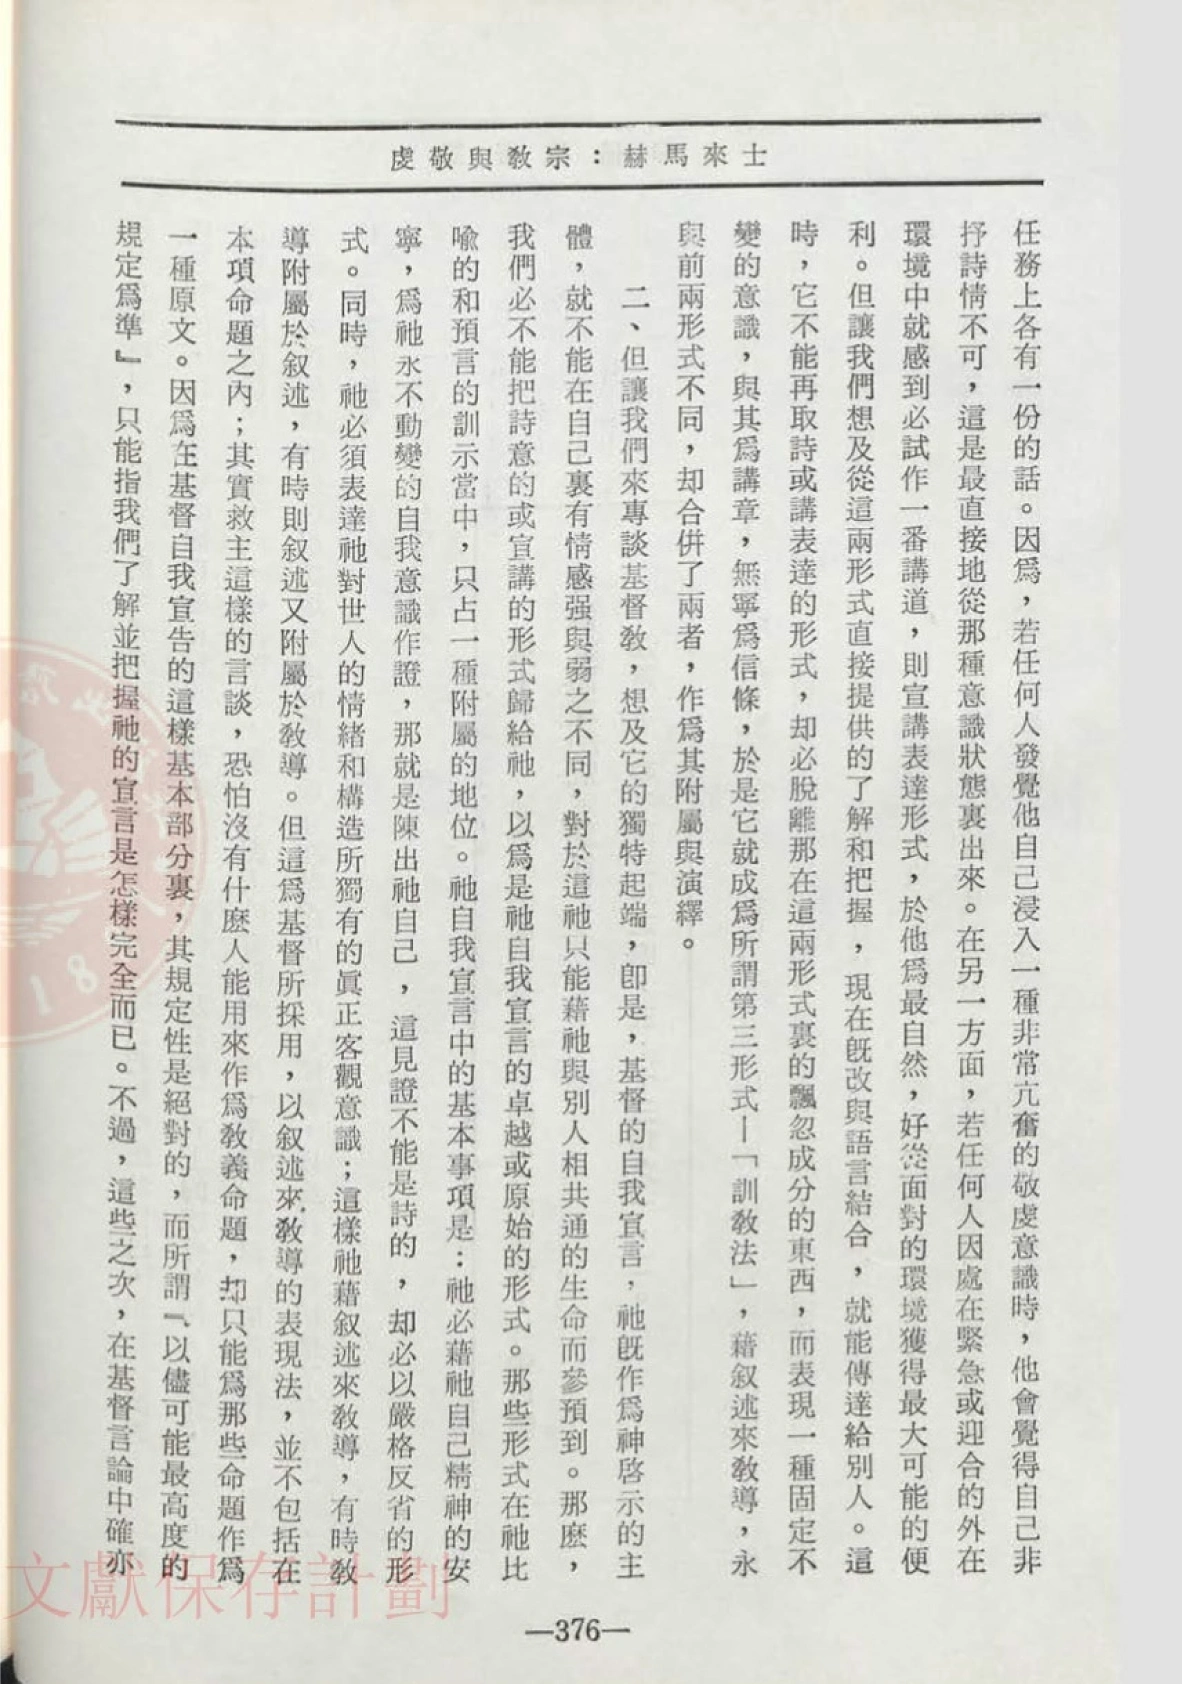 士來馬赫：宗教與敬虔
任務上各有一份的話。因爲，若任何人發覺他自己浸入一種非常亢奮的敬虔意識時，他會覺得自己非
抒詩情不可，這是最直接地從那種意識狀態裏出來。在另一方面，若任何人因處在緊急或迎合的外在
環境中就感到必試作一番講道，則宣講表達形式，於他爲最自然，好從面對的環境獲得最大可能的便
利。但讓我們想及從這兩形式直接提供的了解和把握，現在旣改與語言結合，就能傳達給別人。這
時，它不能再取詩或講表達的形式，却必脫離那在這兩形式裏的飄忽成分的東西，而表現一種固定不
變的意識，與其爲講章，無寧爲信條，於是它就成爲所謂第三形式—「訓教法」，藉叙述來教導，永
與前兩形式不同，却合倂了兩者，作爲其附屬與演繹。
二、但讓我們來專談基督教，想及它的獨特起端，卽是，基督的自我宣言，祂旣作爲神啓示的主
體，就不能在自己裏有情感强與弱之不同，對於這祂只能藉祂與別人相共通的生命而參預到。那麽，
我們必不能把詩意的或宣講的形式歸給祂，以爲是祂自我宣言的卓越或原始的形式。那些形式在祂比
喩的和預言的訓示當中，只占一種附屬的地位。祂自我宣言中的基本事項是：祂必藉祂自己精神的安
寧，爲祂永不動變的自我意識作證，那就是陳出祂自己，這見證不能是詩的，却必以嚴格反省的形
式。同時，祂必須表達祂對世人的情緒和構造所獨有的眞正客觀意識；這樣祂藉叙述來教導，有時教
導附屬於叙述，有時則叙述又附屬於教導。但這爲基督所採用，以叙述來教導的表現法，並不包括在
本項命題之內；其實救主這樣的言談，恐怕沒有什麽人能用來作爲教義命題，却只能爲那些命題作爲
一種原文。因爲在基督自我宣告的這樣基本部分裏，其規定性是絕對的，而所謂『以儘可能最高度的
規定爲準』，只能指我們了解並把握祂的宣言是怎樣完全而已。不過，這些之次，在基督言論中確亦
—376—
文獻保存計劃